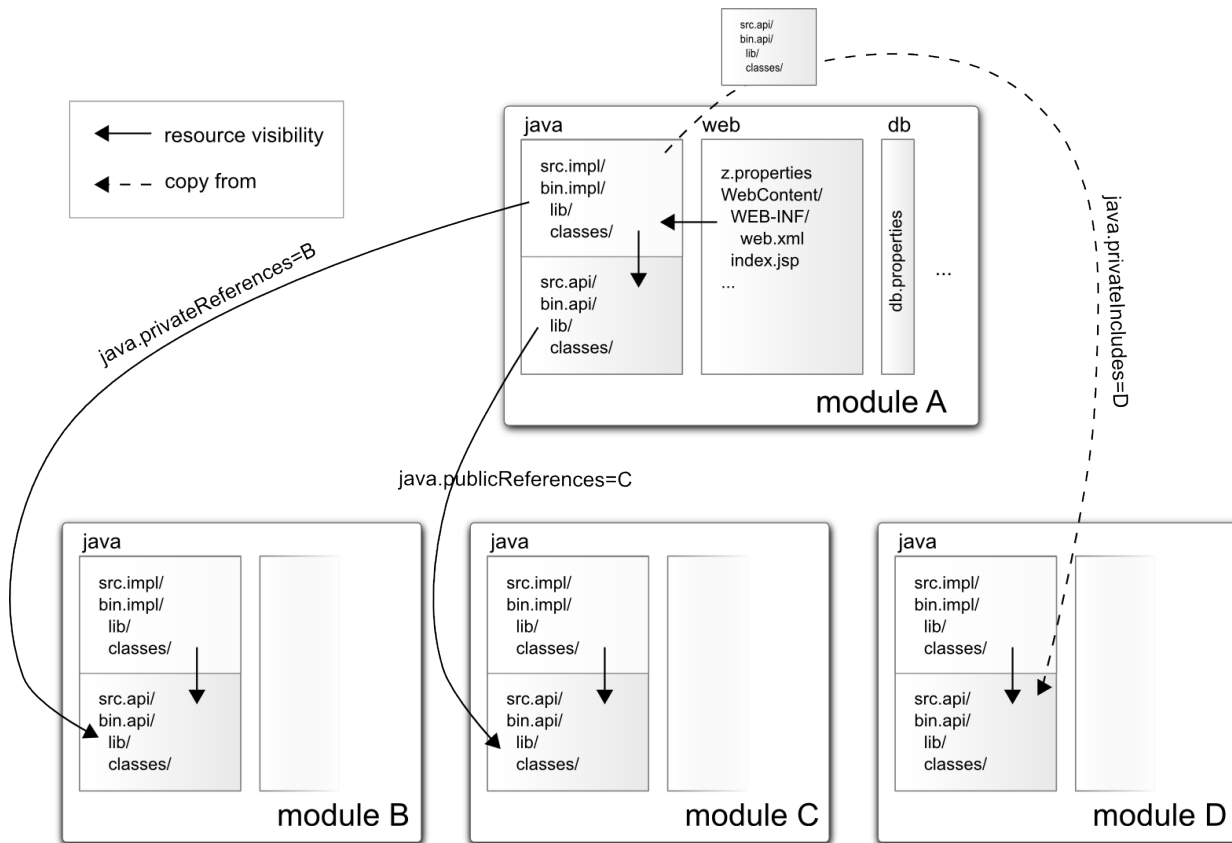 src.api/
bin.api/
lib/
classes/
resource visibility
copy from
java
web
db
src.impl/
bin.impl/
lib/
classes/
src.api/
bin.api/
lib/
classes/
z.properties
WebContent/
WEB-INF/
web.xml
index.jsp
...
db.properties
...
module A
java.privateReferences=B
java.publicReferences=C
java.privateIncludes=D
java
src.impl/
bin.impl/
lib/
classes/
src.api/
bin.api/
lib/
classes/
module B
java
src.impl/
bin.impl/
lib/
classes/
src.api/
bin.api/
lib/
classes/
module C
java
src.impl/
bin.impl/
lib/
classes/
src.api/
bin.api/
lib/
classes/
module D